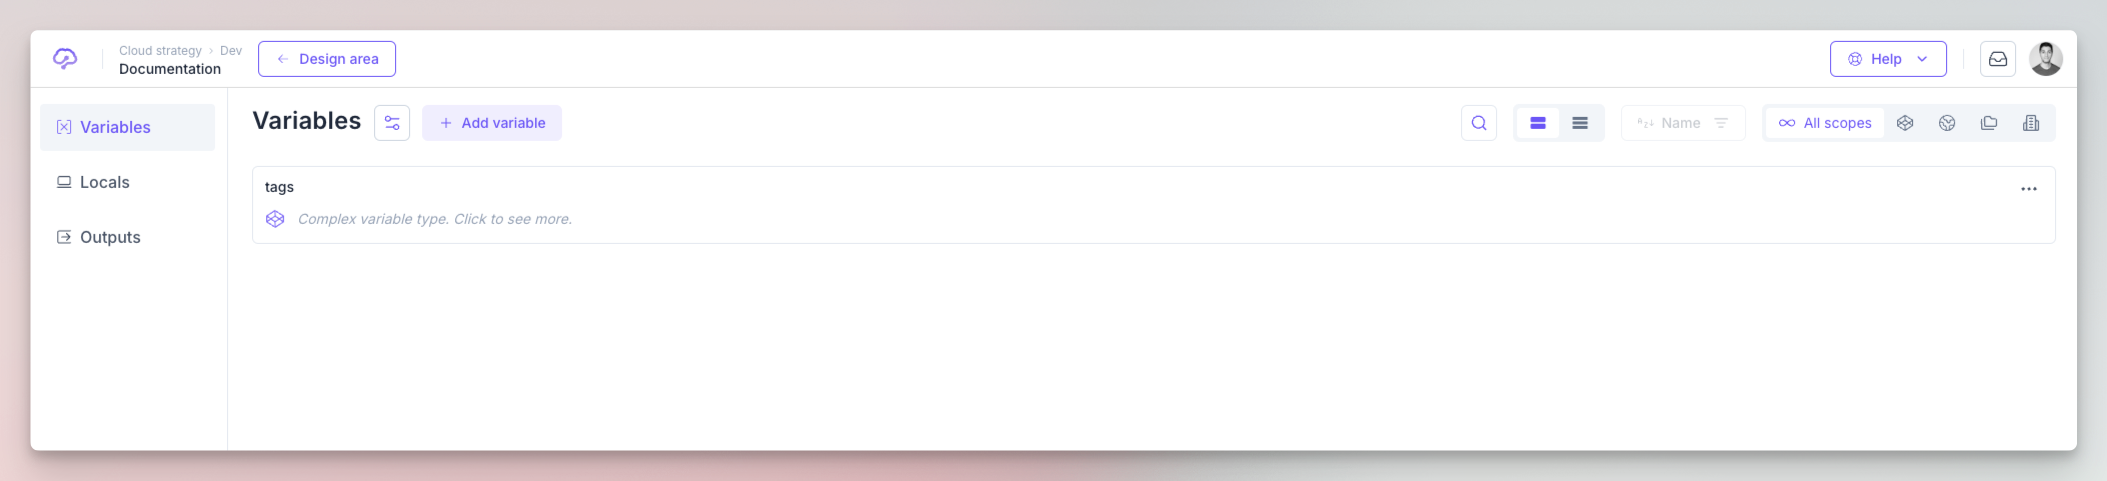 Cloud strategy › Dev
Documentation
Design area
Help
Variables
Locals
Outputs
Variables
Add variable
Name
All scopes
tags
Complex variable type. Click to see more.